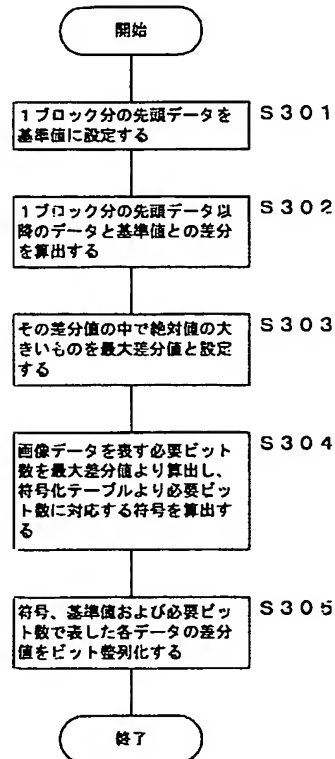 開始
1ブロック分の先頭データを
基準値に設定する
S301
1ブロック分の先頭データ以
降のデータと基準値との差分
を算出する
S302
その差分値の中で絶対値の大
きいものを最大差分値と設定
する
S303
画像データを表す必要ビット
数を最大差分値より算出し、
符号化テーブルより必要ビッ
ト数に対応する符号を算出す
る
S304
符号、基準値および必要ビッ
ト数で表した各データの差分
値をビット整列化する
S305
終了